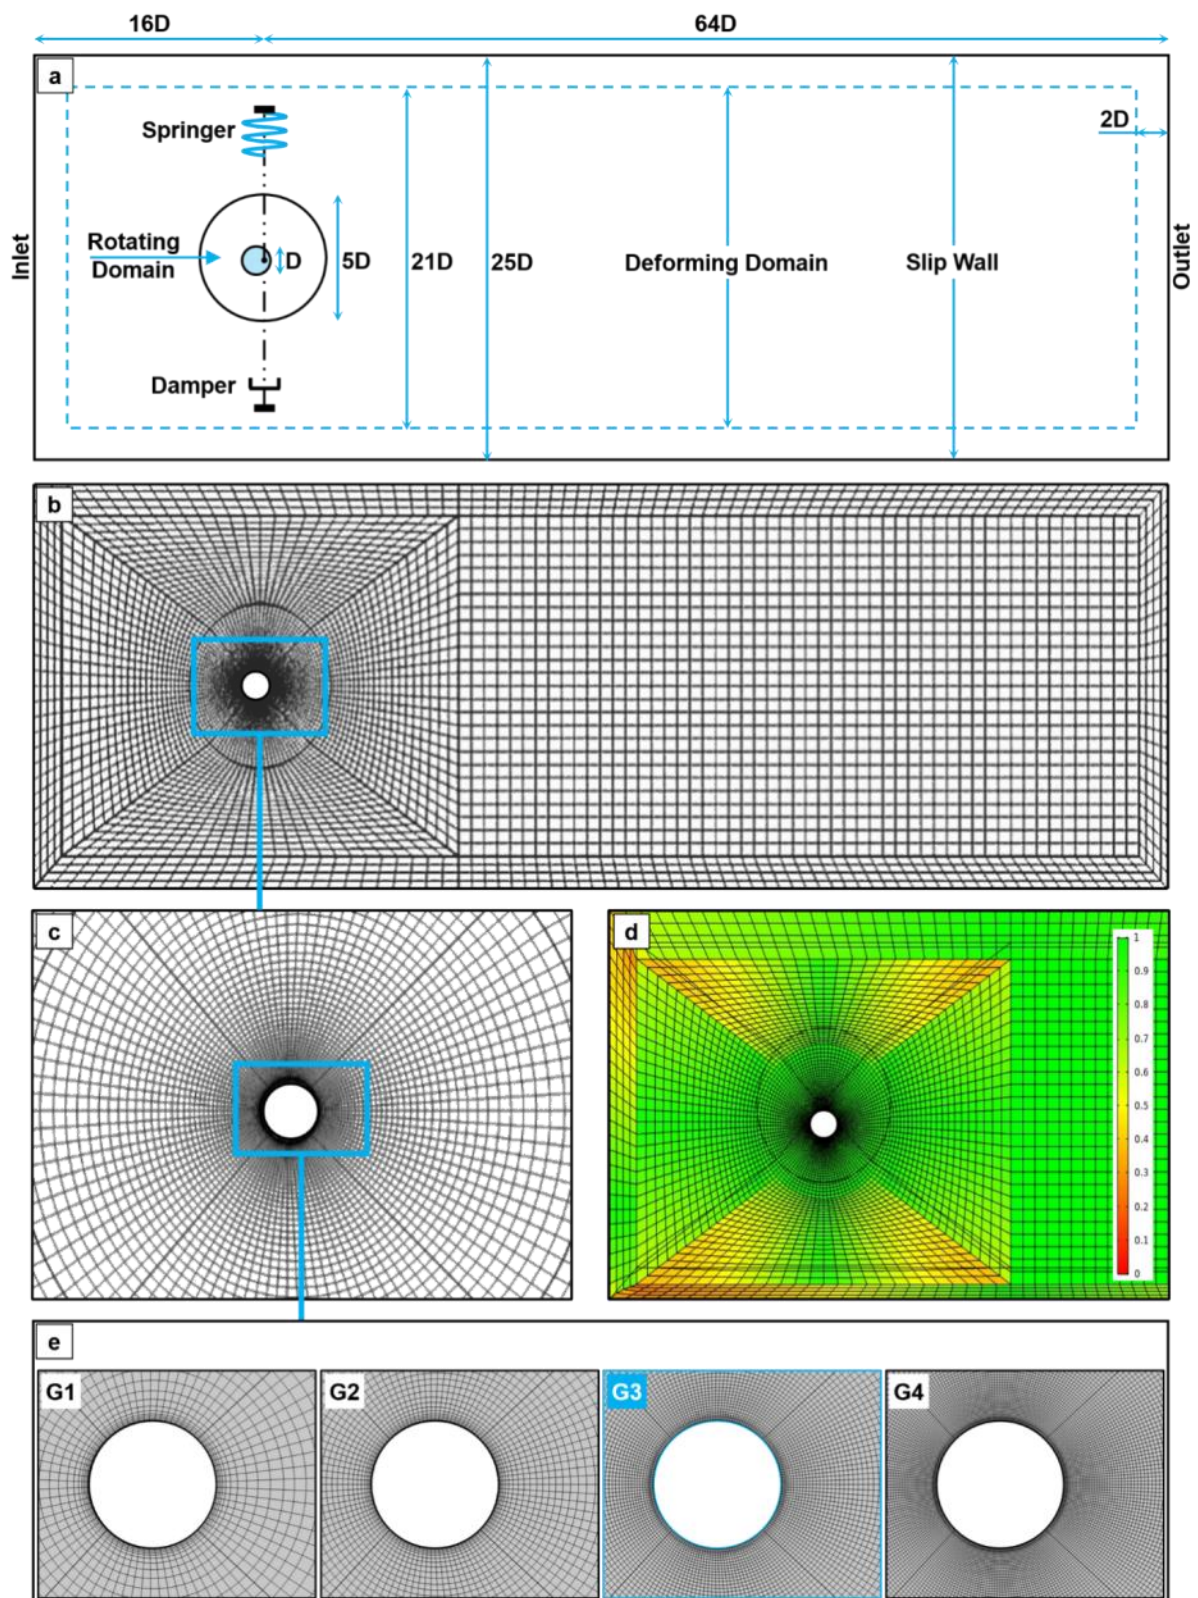 16D
64D
a
2D
Springer
Rotating
Domain
D
5D
21D
25D
Deforming Domain
Slip Wall
Inlet
Outlet
Damper
b
c
d
1
0.9
0.8
0.7
0.6
0.5
0.4
0.3
0.2
0.1
0
e
G1
G2
G3
G4